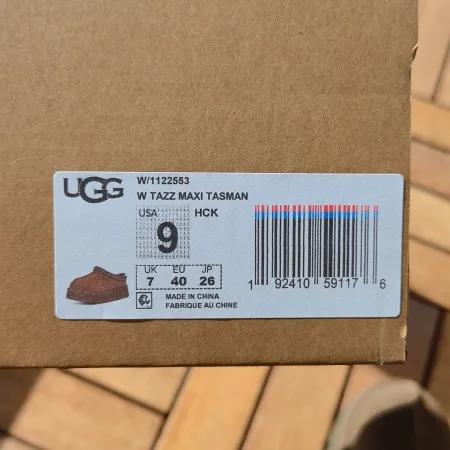 UGG
W/1122553
W TAZZ MAXI TASMAN
USA HCK
9
UK EU JP
7 40 26
MADE IN CHINA
FABRIQUE AU CHINE
1 92410 59117 6